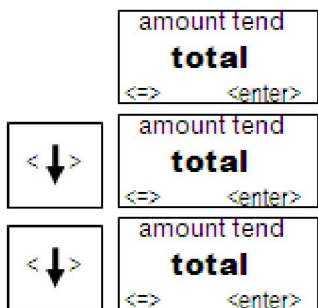 amount tend
total
<=> <enter>
amount tend
< ↓ > total
<=> <enter>
amount tend
< ↓ > total
<=> <enter>